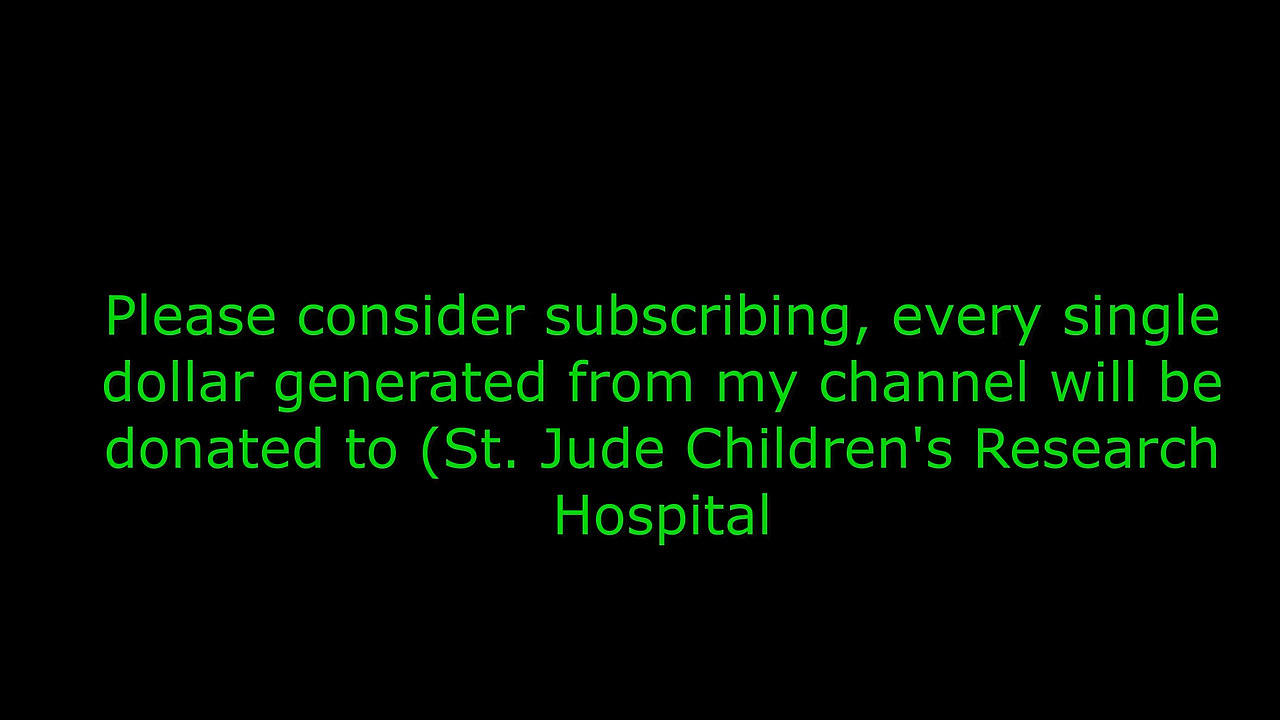 Please consider subscribing, every single
dollar generated from my channel will be
donated to (St. Jude Children's Research
Hospital